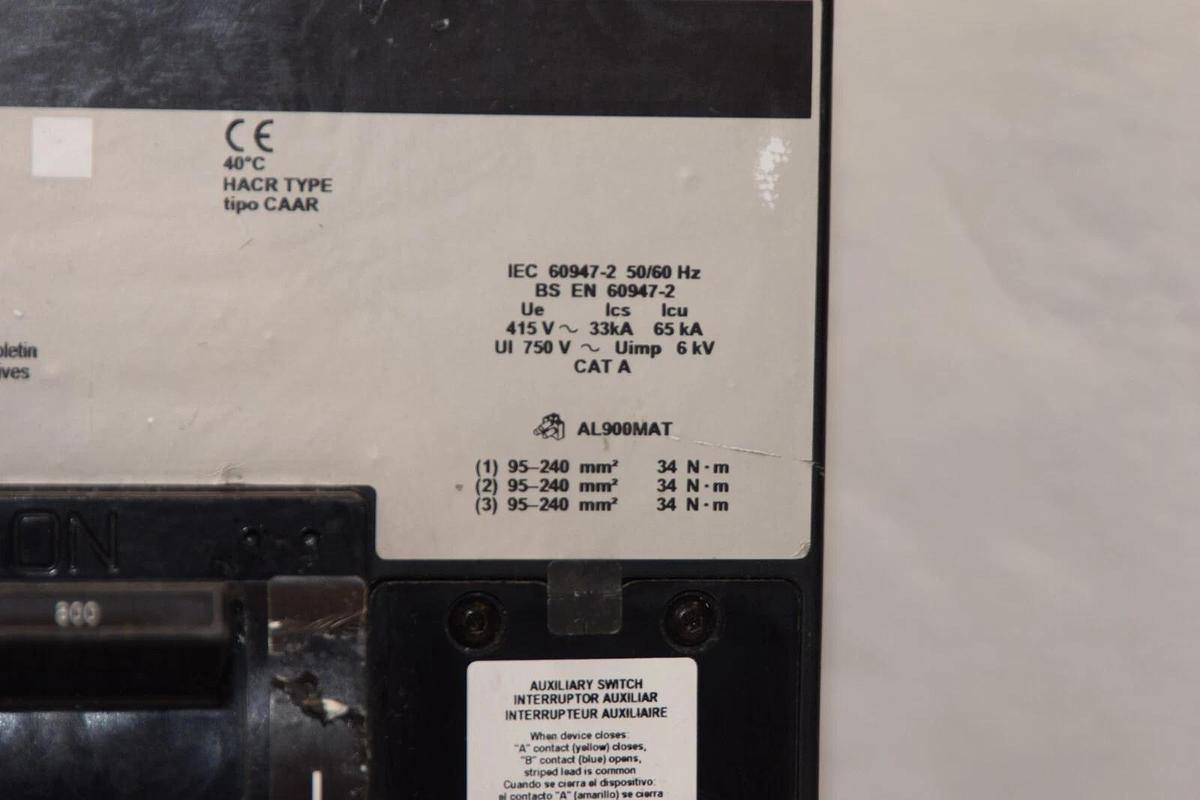 CE
40°C
HACR TYPE
tipo CAAR
IEC 60947-2 50/60 Hz
BS EN 60947-2
Ue Ics Icu
415 V ~ 33kA 65 kA
UI 750 V ~ Uimp 6 kV
CAT A
oletin
ives
AL900MAT
(1) 95–240 mm² 34 N·m
(2) 95–240 mm² 34 N·m
(3) 95–240 mm² 34 N·m
ON
800
AUXILIARY SWITCH
INTERRUPTOR AUXILIAR
INTERRUPTEUR AUXILIAIRE
When device closes:
"A" contact (yellow) closes,
"B" contact (blue) opens,
striped lead is common
Cuando se cierra el dispositivo:
el contacto "A" (amarillo) se cierra